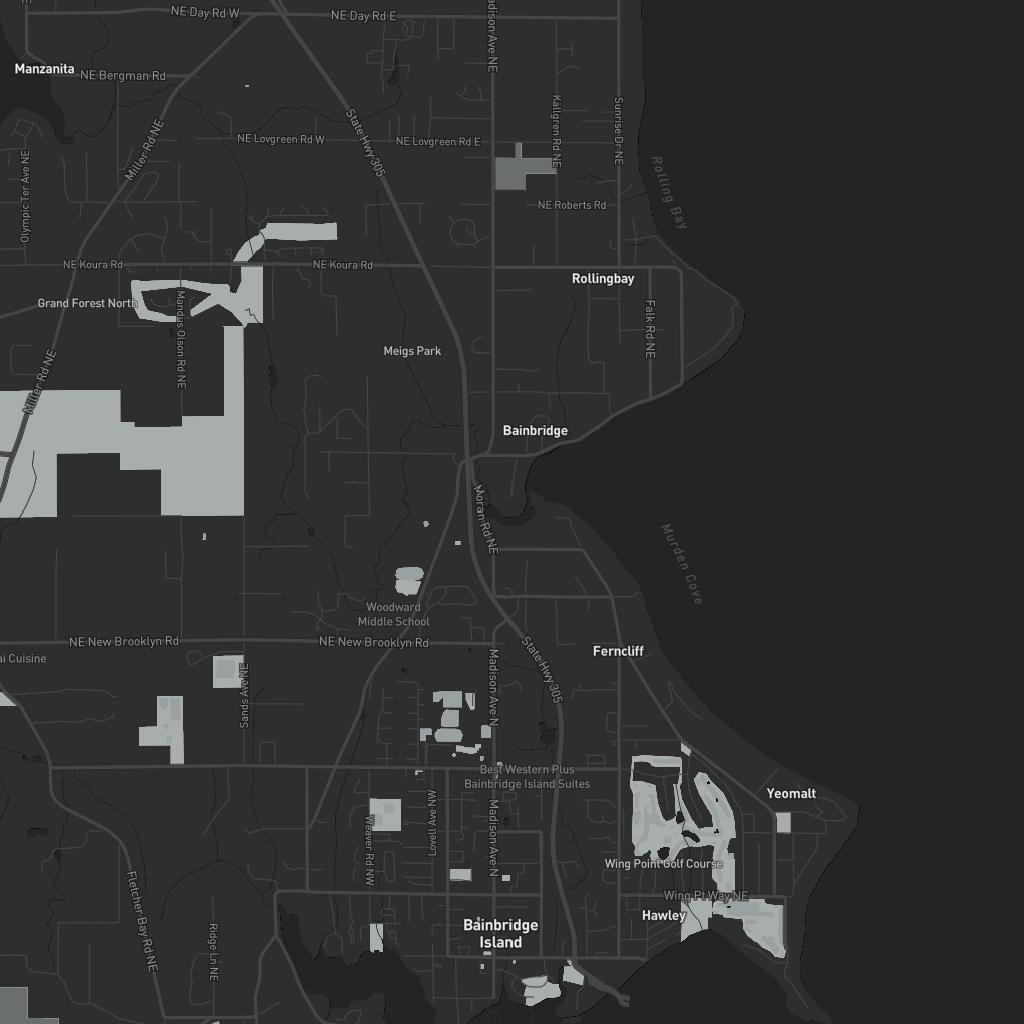 NE Day Rd W
NE Day Rd E
Madison Ave NE
Manzanita
NE Bergman Rd
Miller Rd NE
NE Lovgreen Rd W
State Hwy 305
NE Lovgreen Rd E
Kallgren Rd NE
Sunrise Dr NE
Olympic Ter Ave NE
Rolling Bay
NE Roberts Rd
NE Koura Rd
NE Koura Rd
Rollingbay
Grand Forest North
Mandus Olson Rd NE
Falk Rd NE
Meigs Park
Miller Rd NE
Bainbridge
Moran Rd NE
Murden Cove
Woodward
Middle School
NE New Brooklyn Rd
NE New Brooklyn Rd
State Hwy 305
Ferncliff
ai Cuisine
Sands Ave NE
Madison Ave N
Best Western Plus
Bainbridge Island Suites
Yeomalt
Weaver Rd NW
Lovell Ave NW
Madison Ave N
Wing Point Golf Course
Wing Pt Way NE
Fletcher Bay Rd NE
Hawley
Ridge Ln NE
Bainbridge
Island